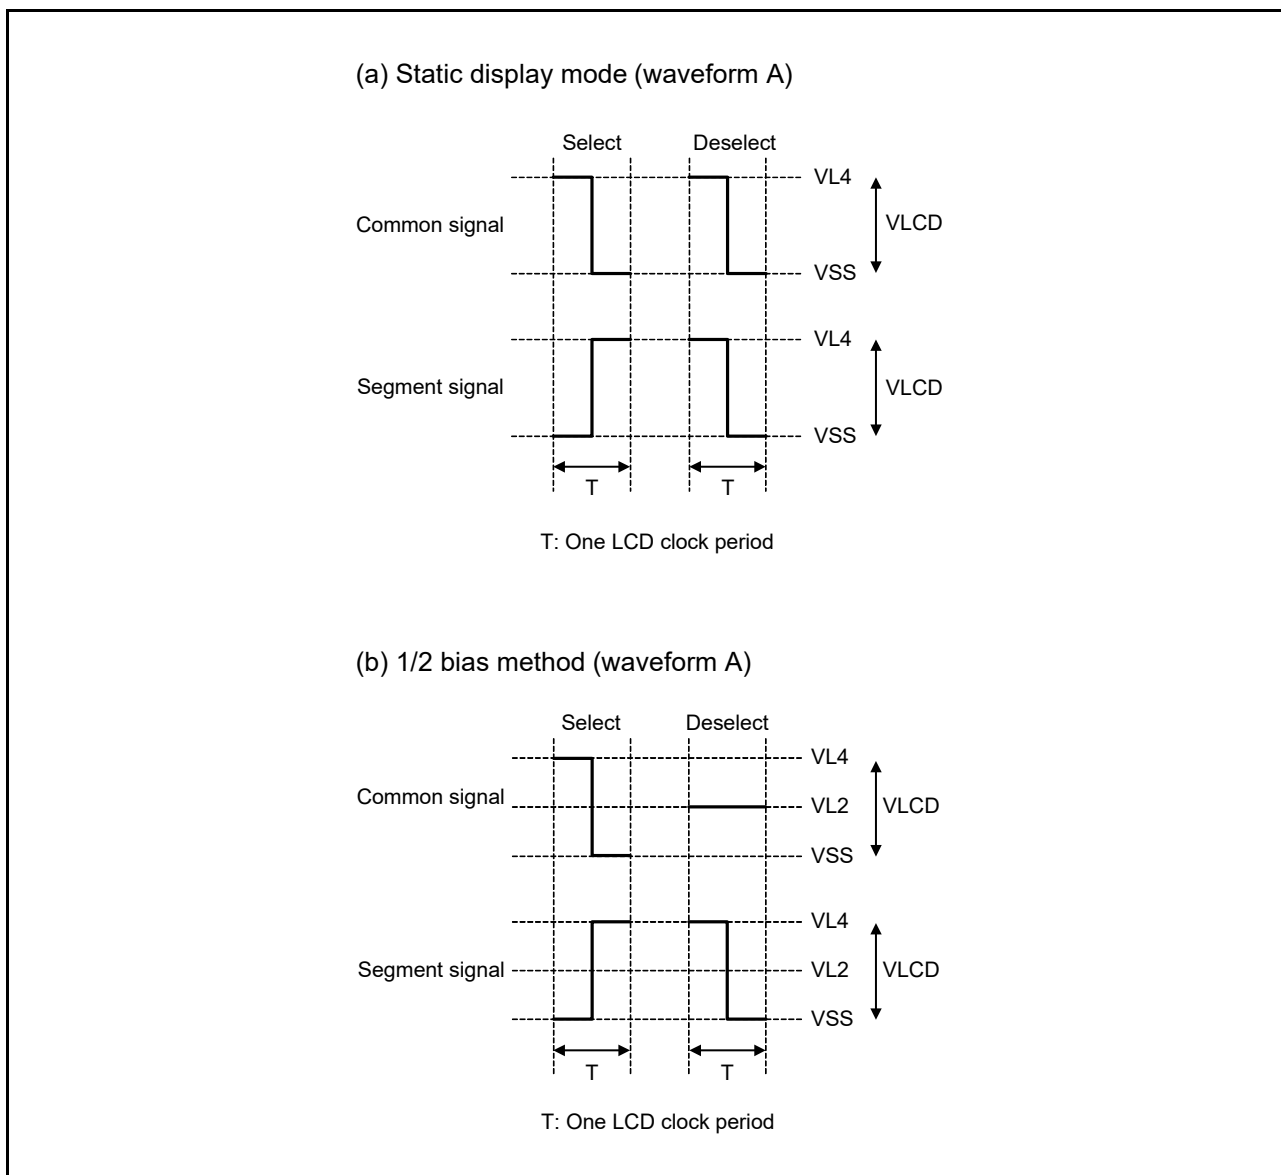 (a) Static display mode (waveform A)
Select Deselect
VL4
Common signal VLCD
VSS
VL4
Segment signal VLCD
VSS
T T
T: One LCD clock period
(b) 1/2 bias method (waveform A)
Select Deselect
VL4
Common signal VL2 VLCD
VSS
VL4
Segment signal VL2 VLCD
VSS
T T
T: One LCD clock period